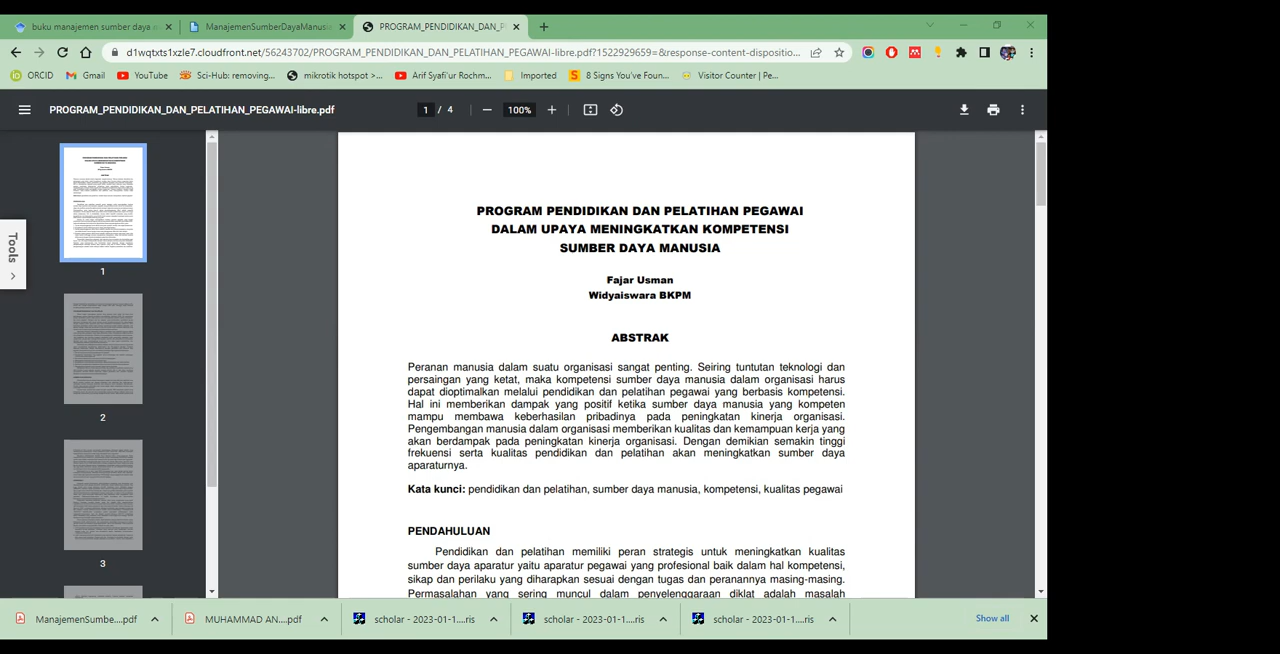 buku manajemen sumber daya m
ManajemenSumberDayaManusia
PROGRAM_PENDIDIKAN_DAN_P
d1wqtxts1xzle7.cloudfront.net/56243702/PROGRAM_PENDIDIKAN_DAN_PELATIHAN_PEGAWAI-libre.pdf?1522929659=&response-content-dispositio...
ORCID
Gmail
YouTube
Sci-Hub: removing...
mikrotik hotspot >...
Arif Syafi'ur Rochm...
Imported
8 Signs You've Foun...
Visitor Counter | Pe...
PROGRAM_PENDIDIKAN_DAN_PELATIHAN_PEGAWAI-libre.pdf
1 / 4
100%
Tools
1
2
3
PROGRAM PENDIDIKAN DAN PELATIHAN PEGAWAI
DALAM UPAYA MENINGKATKAN KOMPETENSI
SUMBER DAYA MANUSIA
Fajar Usman
Widyaiswara BKPM
ABSTRAK
Peranan manusia dalam suatu organisasi sangat penting. Seiring tuntutan teknologi dan
persaingan yang ketat, maka kompetensi sumber daya manusia dalam organisasi harus
dapat dioptimalkan melalui pendidikan dan pelatihan pegawai yang berbasis kompetensi.
Hal ini memberikan dampak yang positif ketika sumber daya manusia yang kompeten
mampu membawa keberhasilan pribadinya pada peningkatan kinerja organisasi.
Pengembangan manusia dalam organisasi memberikan kualitas dan kemampuan kerja yang
akan berdampak pada peningkatan kinerja organisasi. Dengan demikian semakin tinggi
frekuensi serta kualitas pendidikan dan pelatihan akan meningkatkan sumber daya
aparaturnya.
Kata kunci: pendidikan dan pelatihan, sumber daya manusia, kompetensi, kualitas pegawai
PENDAHULUAN
Pendidikan dan pelatihan memiliki peran strategis untuk meningkatkan kualitas
sumber daya aparatur yaitu aparatur pegawai yang profesional baik dalam hal kompetensi,
sikap dan perilaku yang diharapkan sesuai dengan tugas dan peranannya masing-masing.
Permasalahan yang sering muncul dalam penyelenggaraan diklat adalah masalah
ManajemenSumbe....pdf
MUHAMMAD AN....pdf
scholar - 2023-01-1....ris
scholar - 2023-01-1....ris
scholar - 2023-01-1....ris
Show all